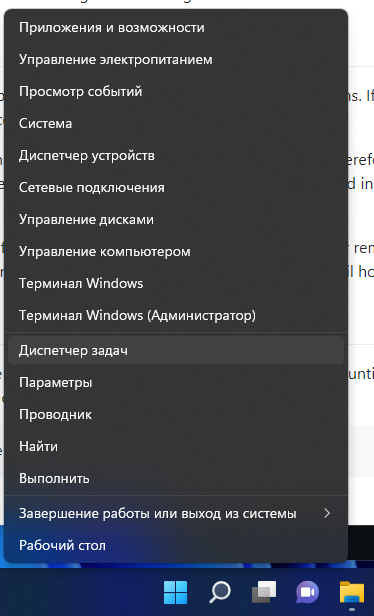 Приложения и возможности
Управление электропитанием
Просмотр событий
Система
Диспетчер устройств
Сетевые подключения
Управление дисками
Управление компьютером
Терминал Windows
Терминал Windows (Администратор)
Диспетчер задач
Параметры
Проводник
Найти
Выполнить
Завершение работы или выход из системы
Рабочий стол